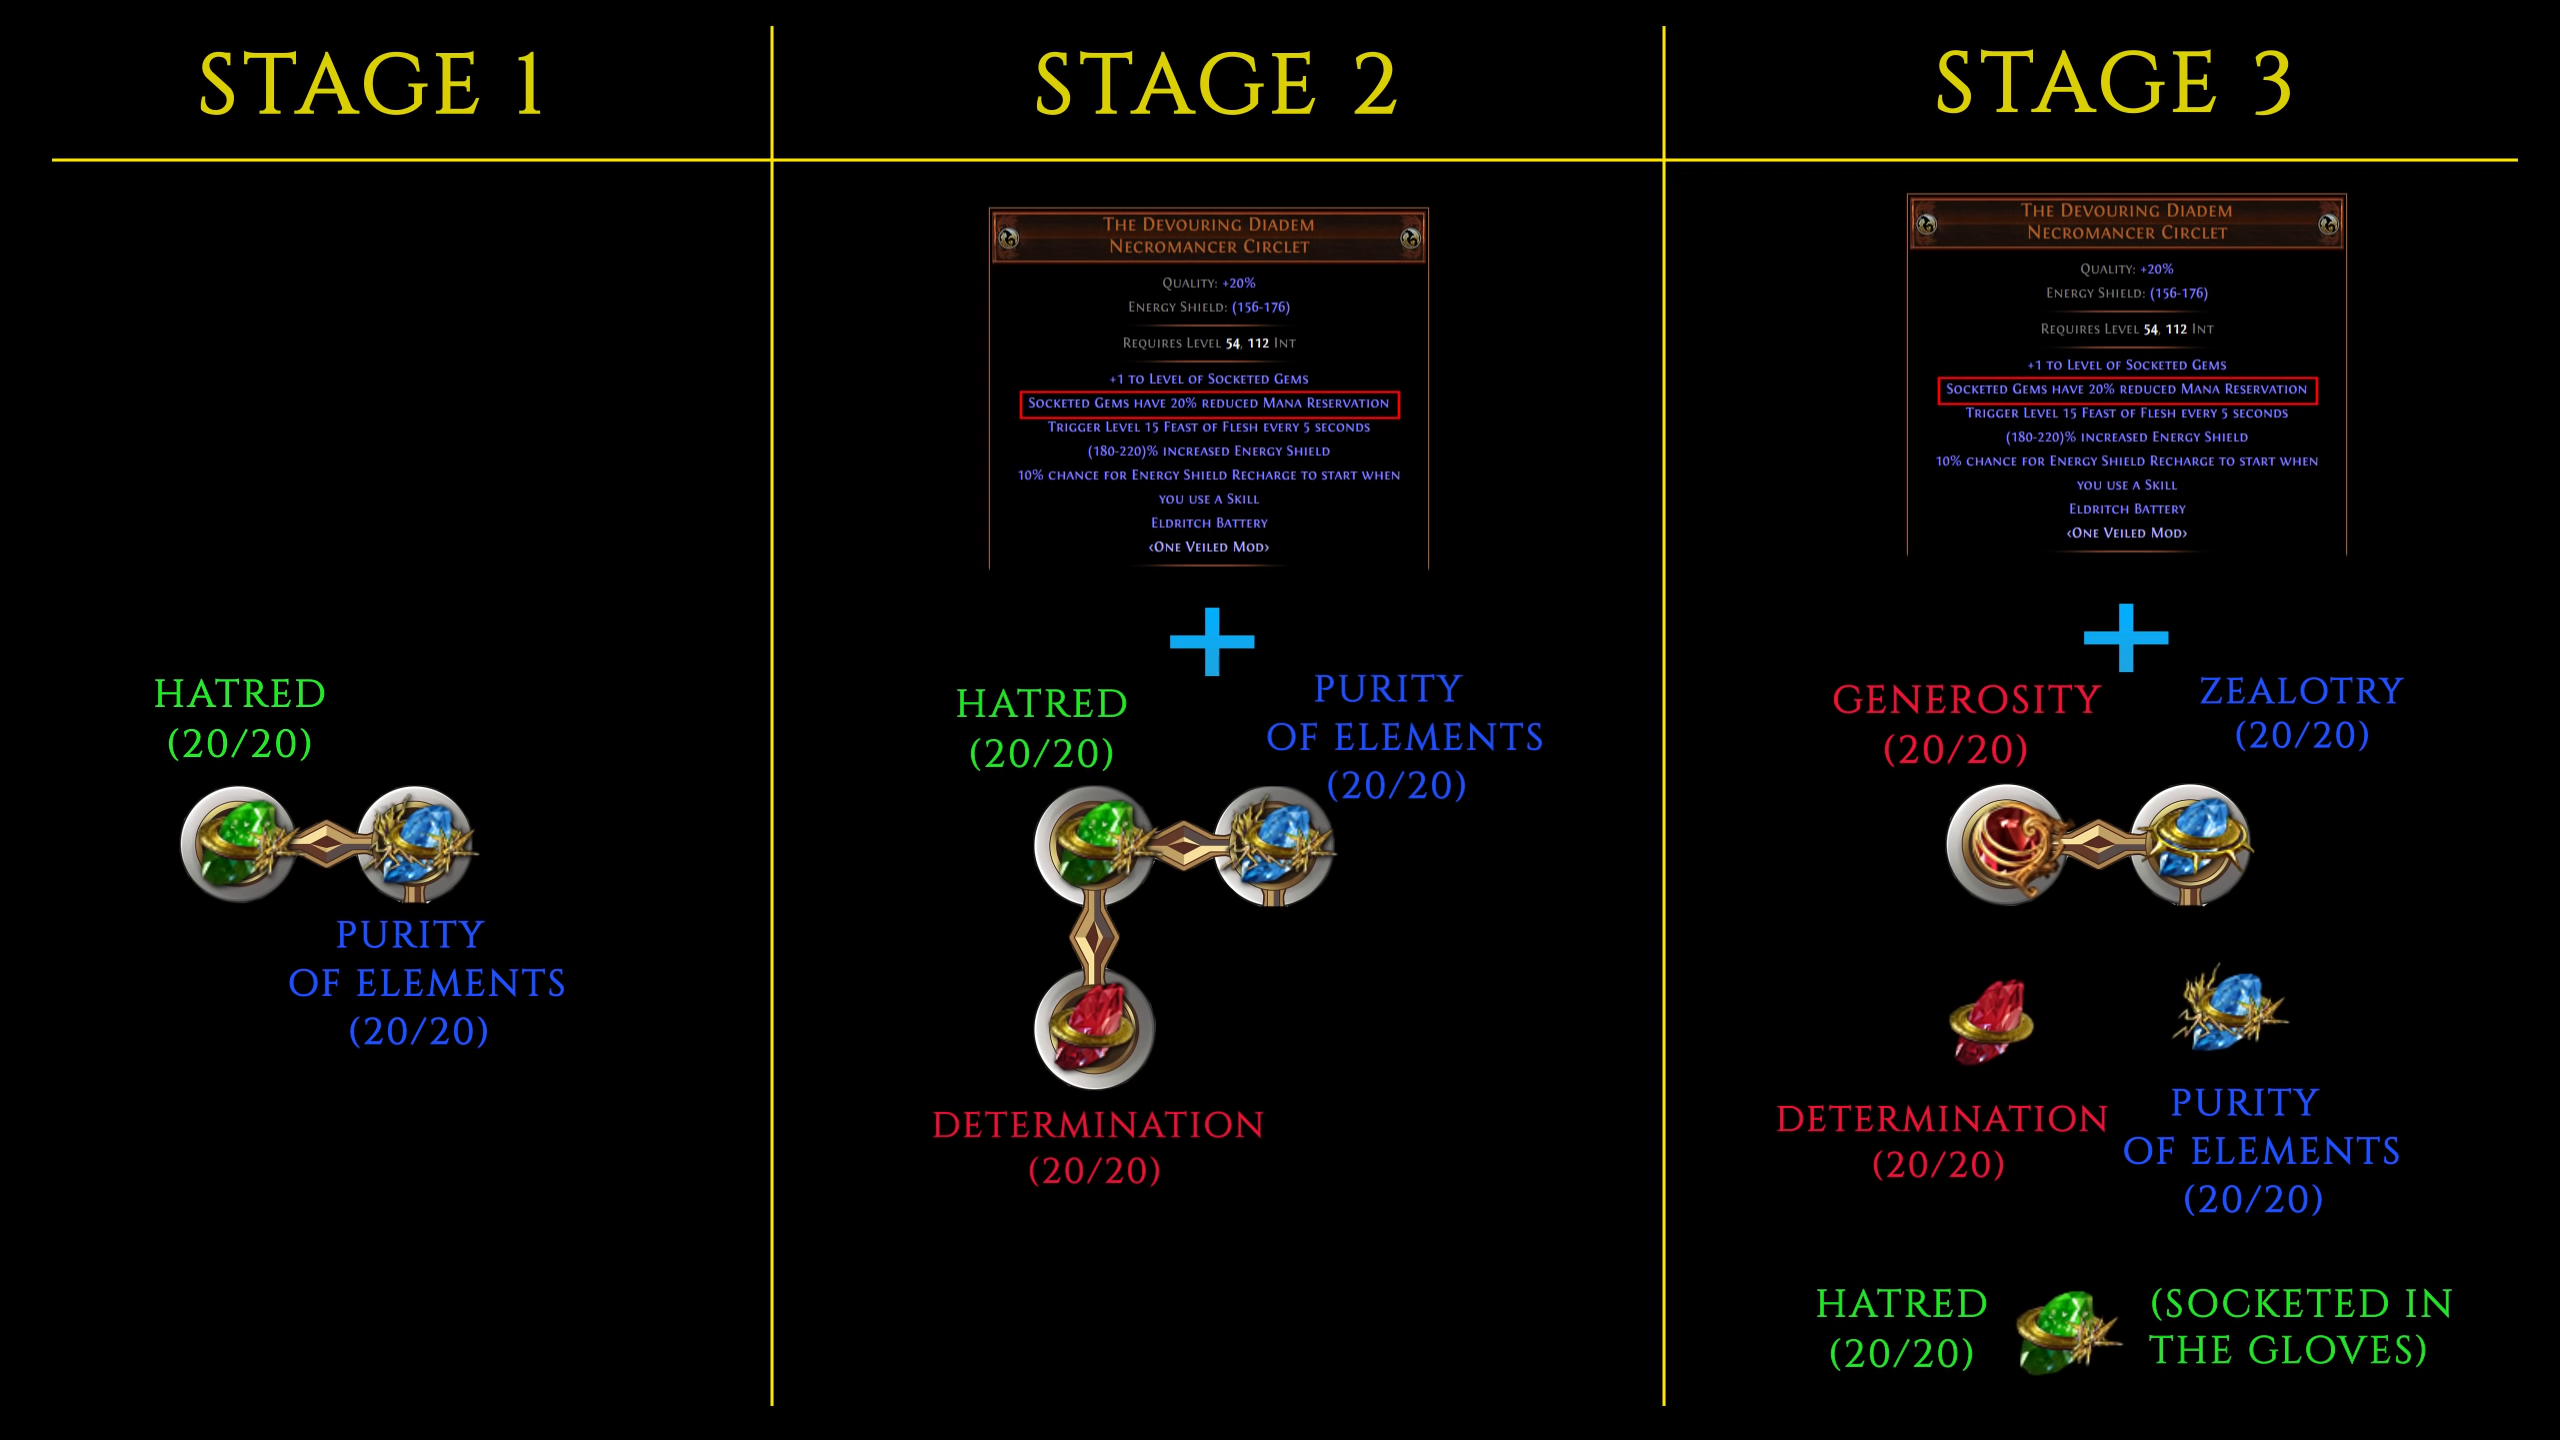 STAGE 1
HATRED
(20/20)
PURITY
OF ELEMENTS
(20/20)
STAGE 2
THE DEVOURING DIADEM
NECROMANCER CIRCLET
QUALITY: +20%
ENERGY SHIELD: (156-176)
REQUIRES LEVEL 54, 112 INT
+1 TO LEVEL OF SOCKETED GEMS
SOCKETED GEMS HAVE 20% REDUCED MANA RESERVATION
TRIGGER LEVEL 15 FEAST OF FLESH EVERY 5 SECONDS
(180-220)% INCREASED ENERGY SHIELD
10% CHANCE FOR ENERGY SHIELD RECHARGE TO START WHEN
YOU USE A SKILL
ELDRITCH BATTERY
<ONE VEILED MOD>
+
HATRED
(20/20)
PURITY
OF ELEMENTS
(20/20)
DETERMINATION
(20/20)
STAGE 3
THE DEVOURING DIADEM
NECROMANCER CIRCLET
QUALITY: +20%
ENERGY SHIELD: (156-176)
REQUIRES LEVEL 54, 112 INT
+1 TO LEVEL OF SOCKETED GEMS
SOCKETED GEMS HAVE 20% REDUCED MANA RESERVATION
TRIGGER LEVEL 15 FEAST OF FLESH EVERY 5 SECONDS
(180-220)% INCREASED ENERGY SHIELD
10% CHANCE FOR ENERGY SHIELD RECHARGE TO START WHEN
YOU USE A SKILL
ELDRITCH BATTERY
<ONE VEILED MOD>
+
GENEROSITY
(20/20)
ZEALOTRY
(20/20)
DETERMINATION
(20/20)
PURITY
OF ELEMENTS
(20/20)
HATRED
(20/20)
(SOCKETED IN
THE GLOVES)